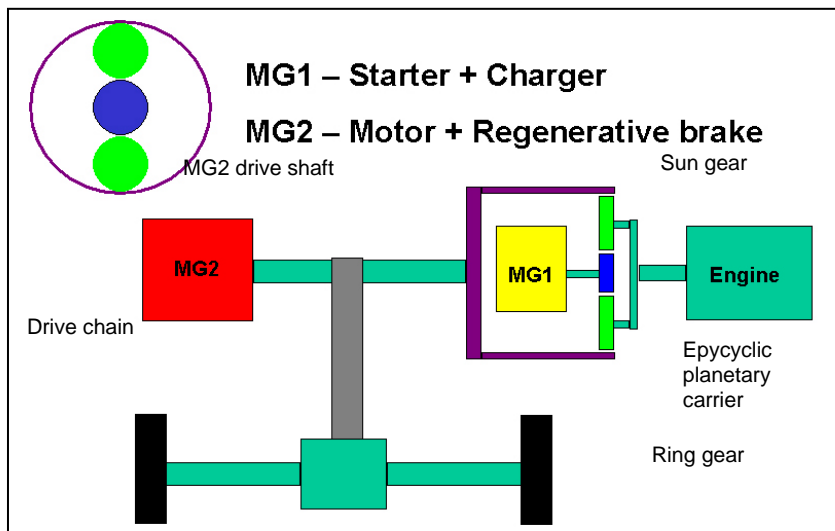 MG1 – Starter + Charger
MG2 – Motor + Regenerative brake
MG2 drive shaft
Sun gear
MG2
MG1
Engine
Drive chain
Epycyclic
planetary
carrier
Ring gear